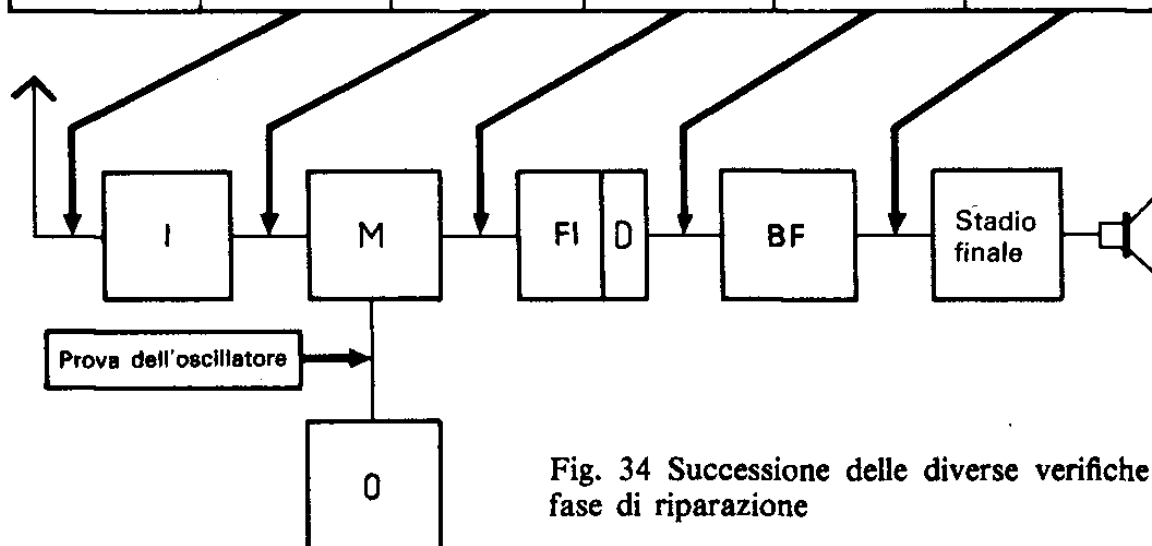 I
M
FI
D
BF
Stadio
finale
Prova dell'oscillatore
O
Fig. 34 Successione delle diverse verifiche
fase di riparazione